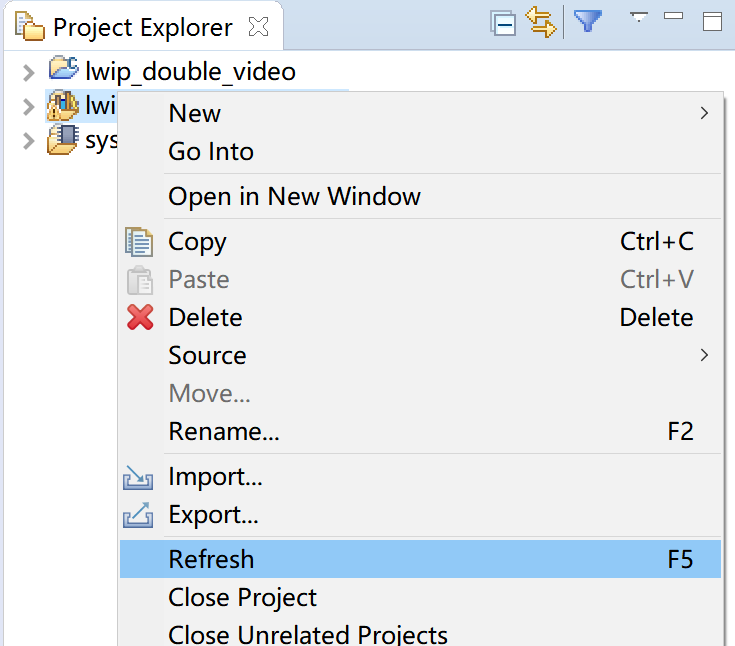 Project Explorer
lwip_double_video
lwi
sys
New
Go Into
Open in New Window
Copy Ctrl+C
Paste Ctrl+V
Delete Delete
Source
Move...
Rename... F2
Import...
Export...
Refresh F5
Close Project
Close Unrelated Projects